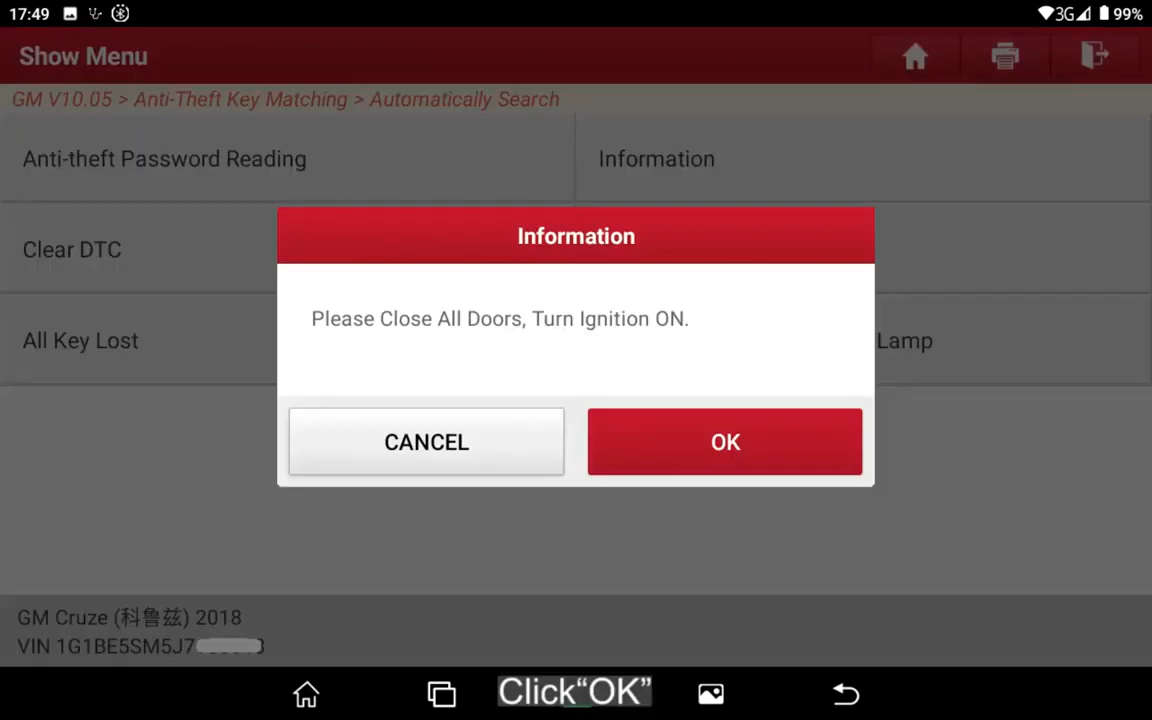 17:49
3G 99%
Show Menu
GM V10.05 > Anti-Theft Key Matching > Automatically Search
Anti-theft Password Reading
Information
Clear DTC
Information
Please Close All Doors, Turn Ignition ON.
All Key Lost
Lamp
CANCEL
OK
GM Cruze (科鲁兹) 2018
VIN 1G1BE5SM5J7
Click“OK”